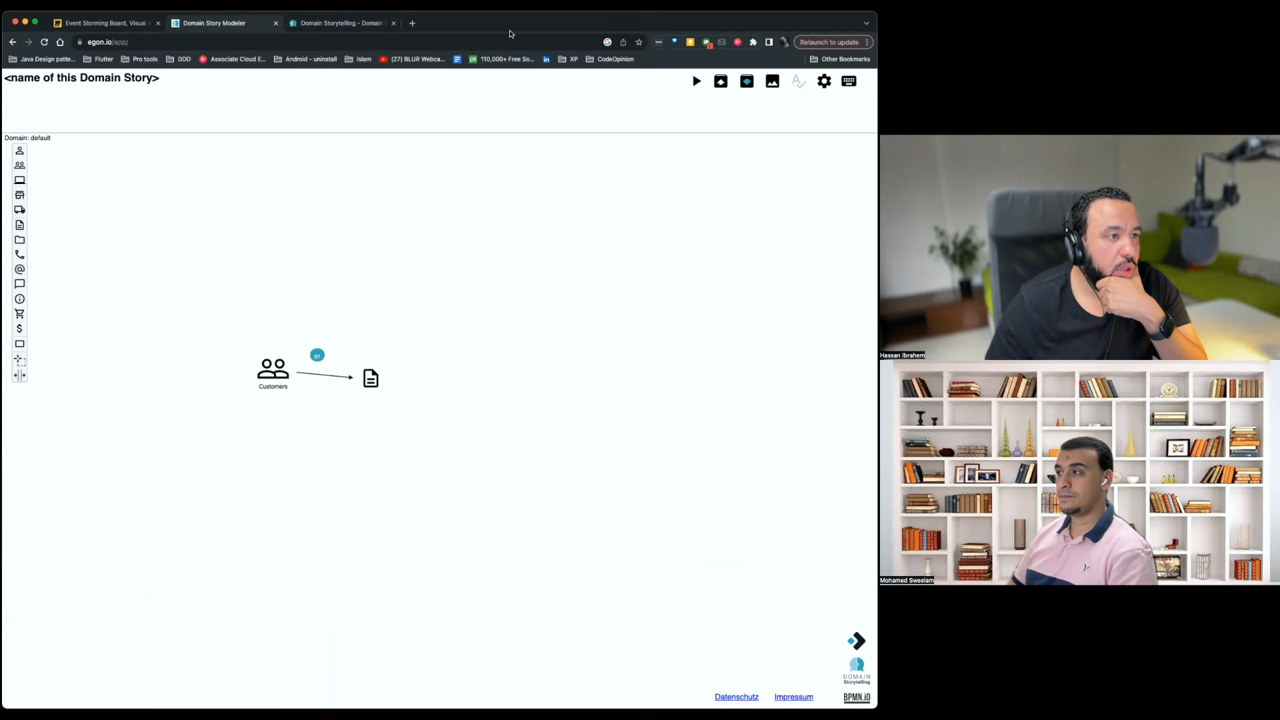 Event Storming Board, Visual
Domain Story Modeler
Domain Storytelling - Domain
egon.io/app/
Relaunch to update
Java Design patte...
Flutter
Pro tools
DDD
Associate Cloud E...
Android - uninstall
Islam
(27) BLUR Webca...
110,000+ Free So...
XP
CodeOpinion
Other Bookmarks
<name of this Domain Story>
Domain: default
01
Customers
Hassan Ibrahem
Mohamed Sweelam
DOMAIN
Storytelling
Datenschutz
Impressum
BPMN.iO